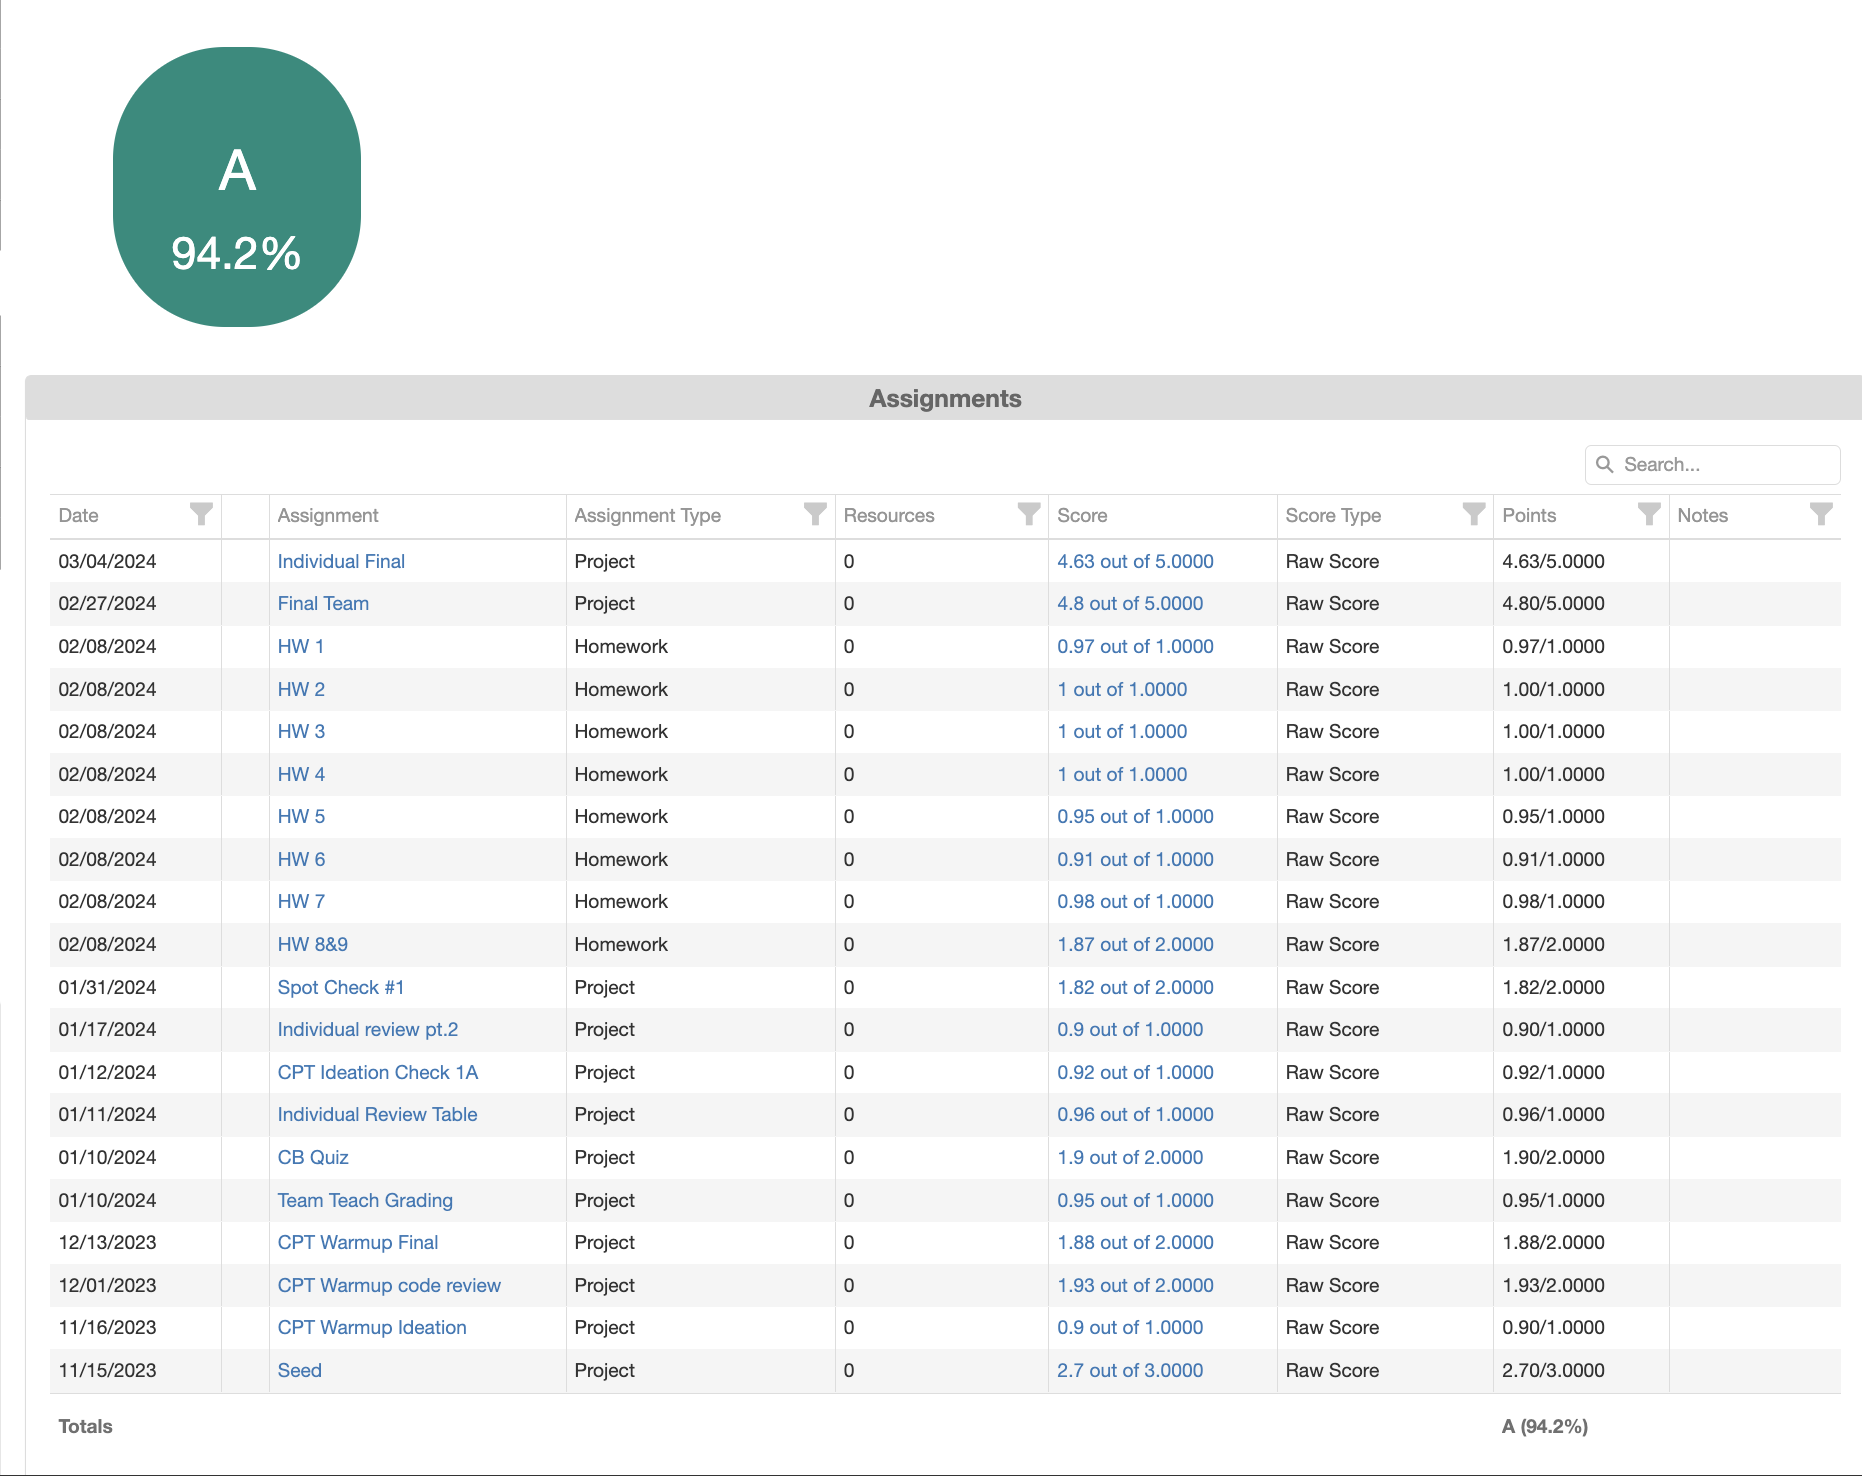 A
94.2%
Assignments
Search...
Date Assignment Assignment Type Resources Score Score Type Points Notes
03/04/2024 Individual Final Project 0 4.63 out of 5.0000 Raw Score 4.63/5.0000
02/27/2024 Final Team Project 0 4.8 out of 5.0000 Raw Score 4.80/5.0000
02/08/2024 HW 1 Homework 0 0.97 out of 1.0000 Raw Score 0.97/1.0000
02/08/2024 HW 2 Homework 0 1 out of 1.0000 Raw Score 1.00/1.0000
02/08/2024 HW 3 Homework 0 1 out of 1.0000 Raw Score 1.00/1.0000
02/08/2024 HW 4 Homework 0 1 out of 1.0000 Raw Score 1.00/1.0000
02/08/2024 HW 5 Homework 0 0.95 out of 1.0000 Raw Score 0.95/1.0000
02/08/2024 HW 6 Homework 0 0.91 out of 1.0000 Raw Score 0.91/1.0000
02/08/2024 HW 7 Homework 0 0.98 out of 1.0000 Raw Score 0.98/1.0000
02/08/2024 HW 8&9 Homework 0 1.87 out of 2.0000 Raw Score 1.87/2.0000
01/31/2024 Spot Check #1 Project 0 1.82 out of 2.0000 Raw Score 1.82/2.0000
01/17/2024 Individual review pt.2 Project 0 0.9 out of 1.0000 Raw Score 0.90/1.0000
01/12/2024 CPT Ideation Check 1A Project 0 0.92 out of 1.0000 Raw Score 0.92/1.0000
01/11/2024 Individual Review Table Project 0 0.96 out of 1.0000 Raw Score 0.96/1.0000
01/10/2024 CB Quiz Project 0 1.9 out of 2.0000 Raw Score 1.90/2.0000
01/10/2024 Team Teach Grading Project 0 0.95 out of 1.0000 Raw Score 0.95/1.0000
12/13/2023 CPT Warmup Final Project 0 1.88 out of 2.0000 Raw Score 1.88/2.0000
12/01/2023 CPT Warmup code review Project 0 1.93 out of 2.0000 Raw Score 1.93/2.0000
11/16/2023 CPT Warmup Ideation Project 0 0.9 out of 1.0000 Raw Score 0.90/1.0000
11/15/2023 Seed Project 0 2.7 out of 3.0000 Raw Score 2.70/3.0000
Totals A (94.2%)